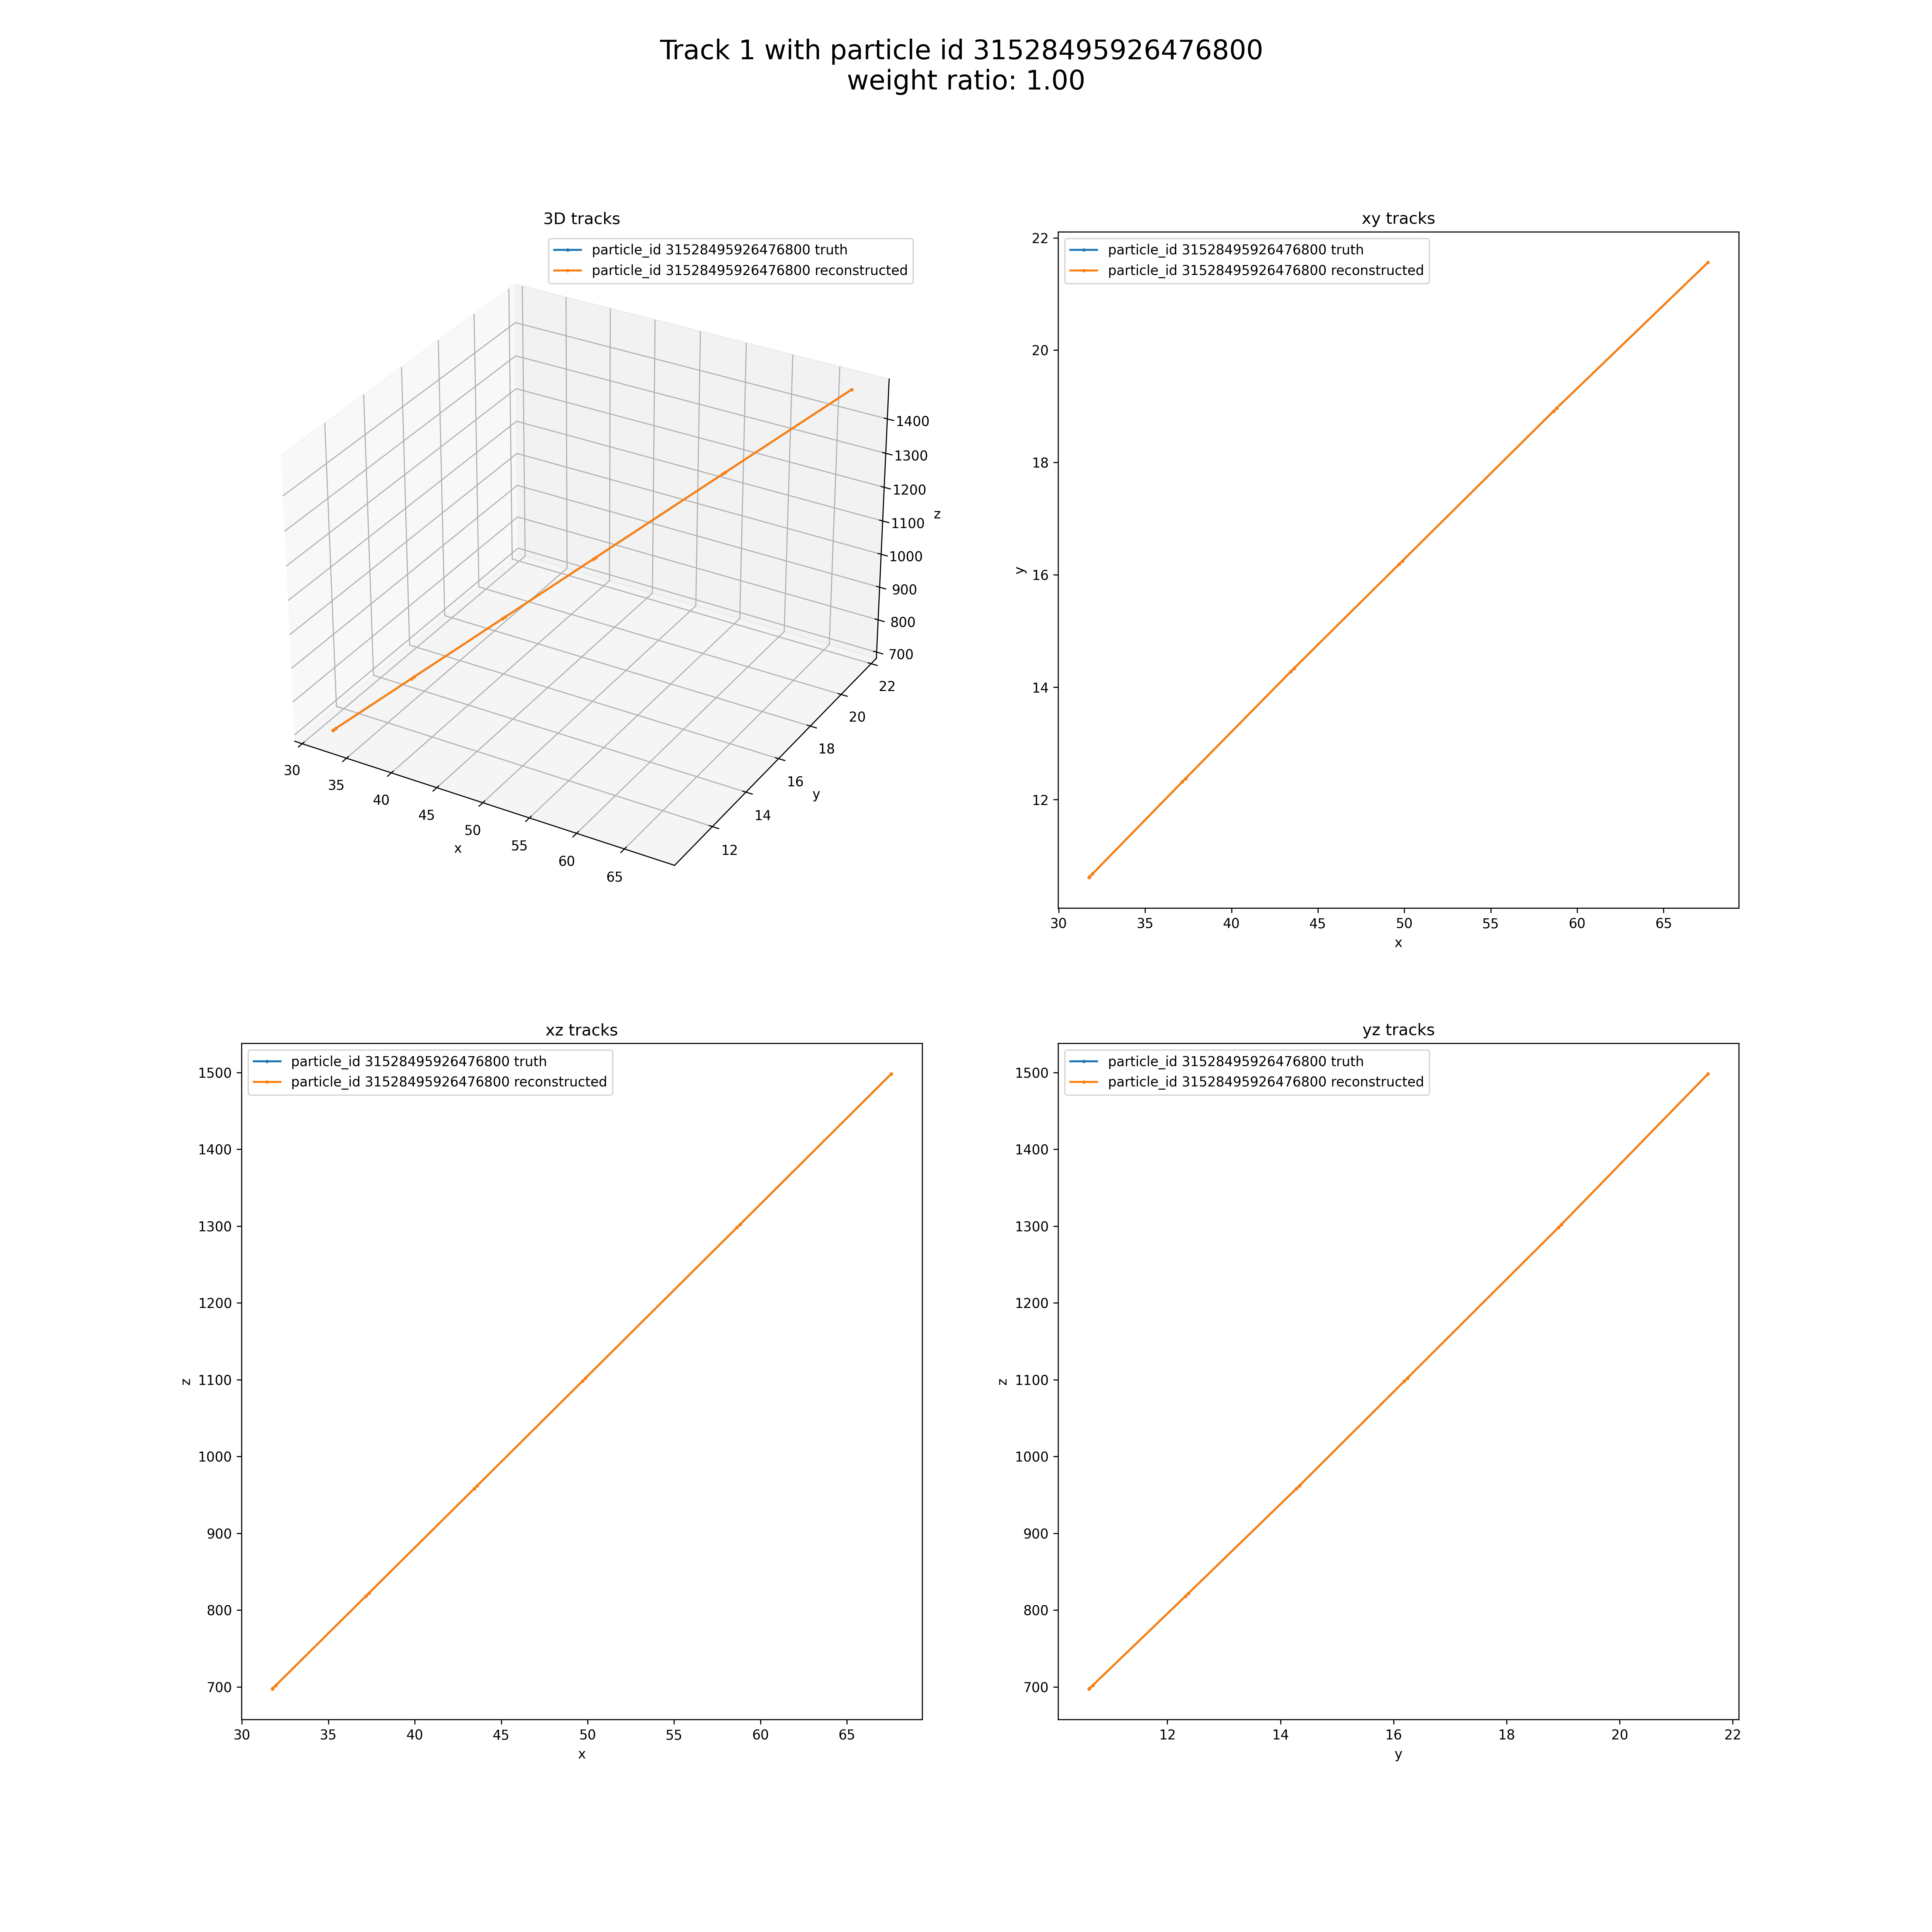 Track 1 with particle id 31528495926476800
weight ratio: 1.00
3D tracks
particle_id 31528495926476800 truth
particle_id 31528495926476800 reconstructed
1400
1300
1200
z
1100
1000
900
800
700
22
20
18
16
y
14
12
30
35
40
45
50
x
55
60
65
xy tracks
particle_id 31528495926476800 truth
particle_id 31528495926476800 reconstructed
22
20
18
16
14
12
y
30 35 40 45 50 55 60 65
x
xz tracks
particle_id 31528495926476800 truth
particle_id 31528495926476800 reconstructed
1500
1400
1300
1200
1100
1000
900
800
700
z
30 35 40 45 50 55 60 65
x
yz tracks
particle_id 31528495926476800 truth
particle_id 31528495926476800 reconstructed
1500
1400
1300
1200
1100
1000
900
800
700
z
12 14 16 18 20 22
y